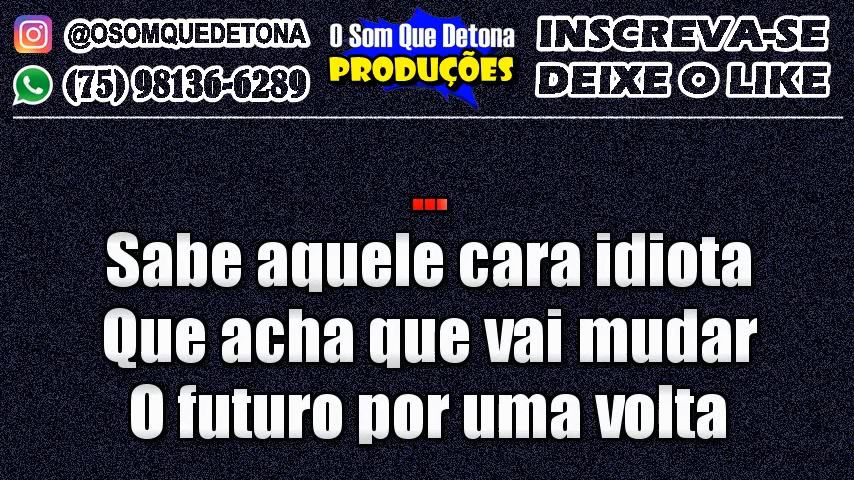 @OSOMQUEDETONA
(75) 98136-6289
O Som Que Detona
PRODUÇÕES
INSCREVA-SE
DEIXE O LIKE
...
Sabe aquele cara idiota
Que acha que vai mudar
O futuro por uma volta